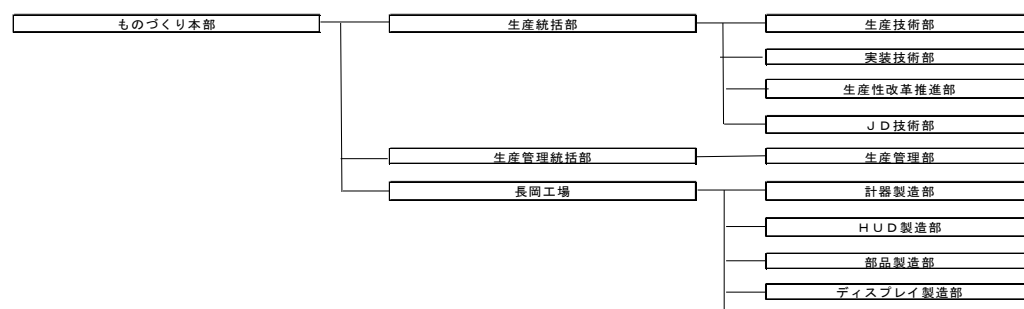 ものづくり本部
生産統括部
生産技術部
実装技術部
生産性改革推進部
ＪＤ技術部
生産管理統括部
生産管理部
長岡工場
計器製造部
ＨＵＤ製造部
部品製造部
ディスプレイ製造部